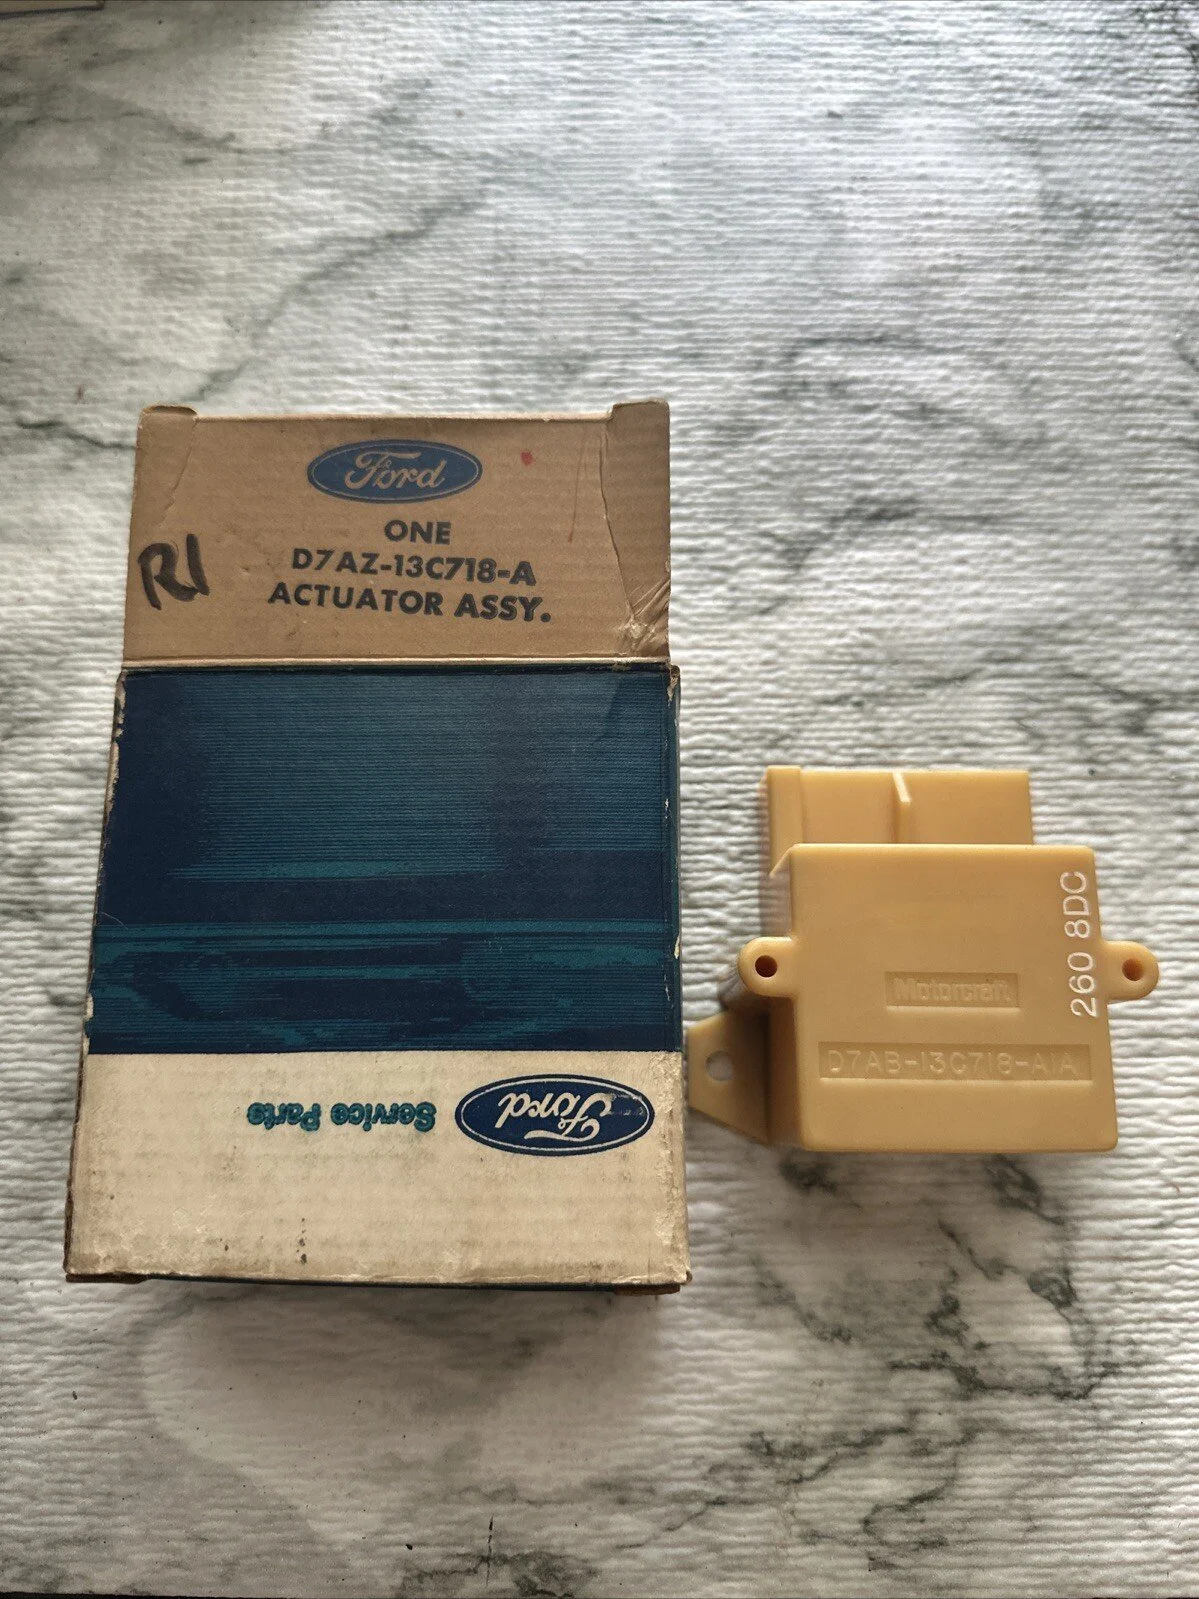 Ford
ONE
D7AZ-13C718-A
ACTUATOR ASSY.
R1
Ford Service Parts
260 8DC
Motorcraft
D7AB-13C718-A1A